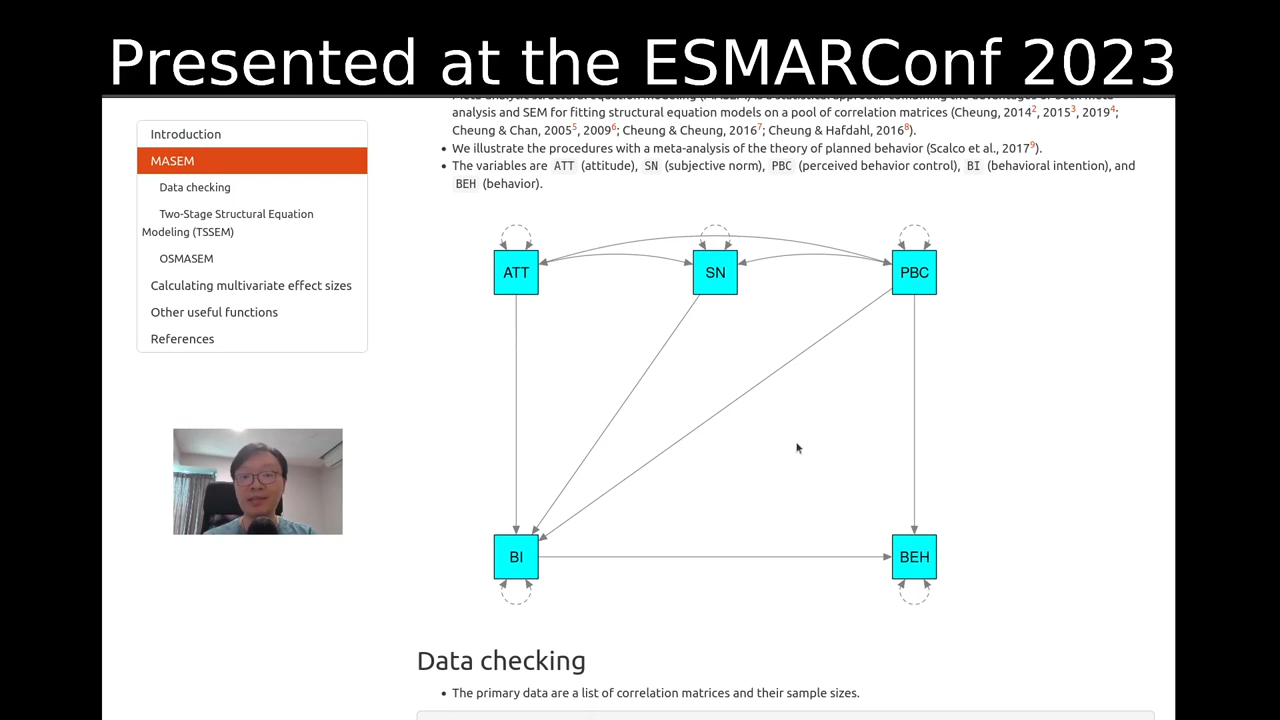 Presented at the ESMARConf 2023
Introduction
MASEM
Data checking
Two-Stage Structural Equation
Modeling (TSSEM)
OSMASEM
Calculating multivariate effect sizes
Other useful functions
References
analysis and SEM for fitting structural equation models on a pool of correlation matrices (Cheung, 2014², 2015³, 2019⁴;
Cheung & Chan, 2005⁵, 2009⁶; Cheung & Cheung, 2016⁷; Cheung & Hafdahl, 2016⁸).
• We illustrate the procedures with a meta-analysis of the theory of planned behavior (Scalco et al., 2017⁹).
• The variables are ATT (attitude), SN (subjective norm), PBC (perceived behavior control), BI (behavioral intention), and
BEH (behavior).
ATT
SN
PBC
BI
BEH
Data checking
• The primary data are a list of correlation matrices and their sample sizes.